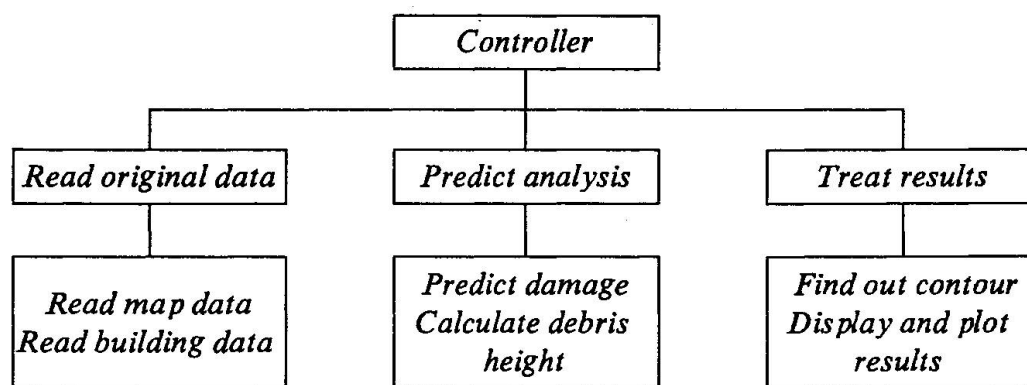 Controller
Read original data
Predict analysis
Treat results
Read map data
Read building data
Predict damage
Calculate debris
height
Find out contour
Display and plot
results